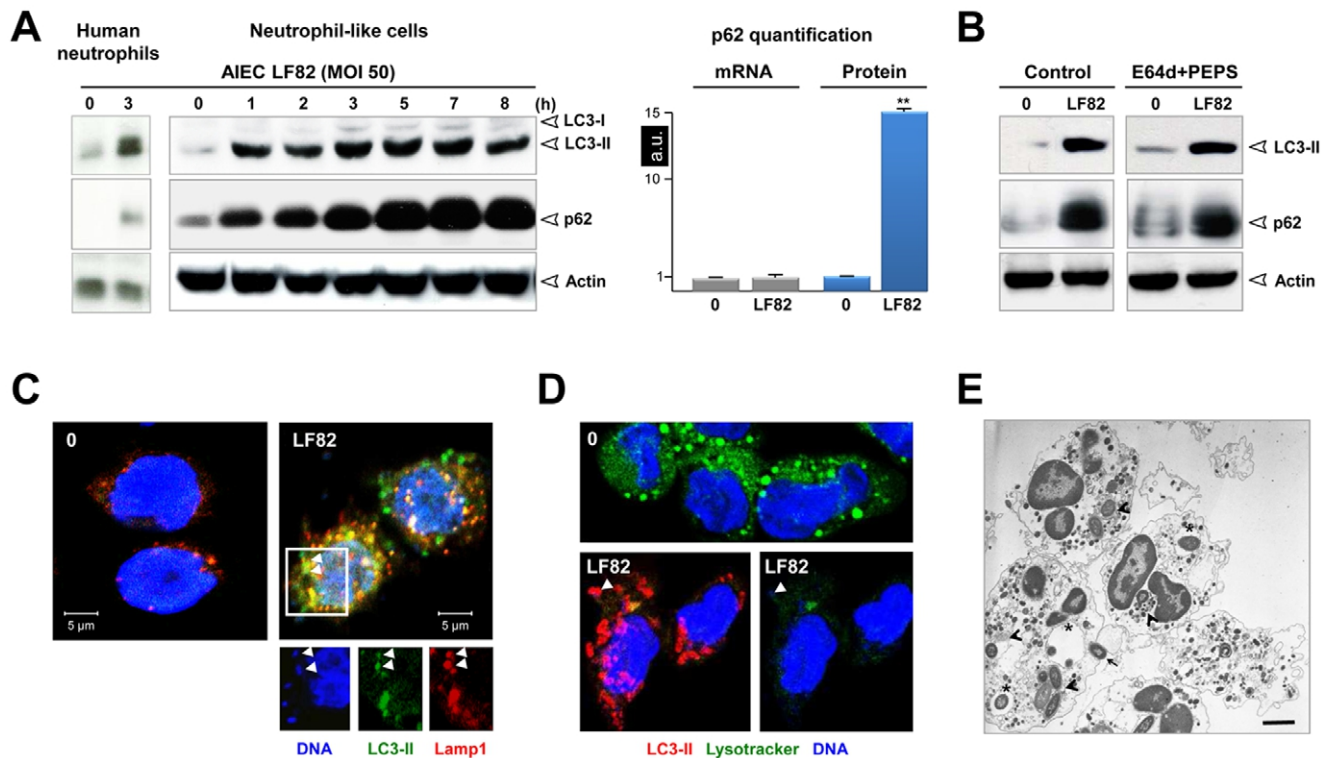 A
Human
neutrophils
Neutrophil-like cells
AIEC LF82 (MOI 50)
0 3 0 1 2 3 5 7 8 (h)
LC3-I
LC3-II
p62
Actin
p62 quantification
mRNA Protein
**
15
a.u.
10
1
0 LF82 0 LF82
B
Control E64d+PEPS
0 LF82 0 LF82
LC3-II
p62
Actin
C
0
5 µm
LF82
5 µm
DNA LC3-II Lamp1
D
0
LF82
LF82
LC3-II Lysotracker DNA
E
*
*
*